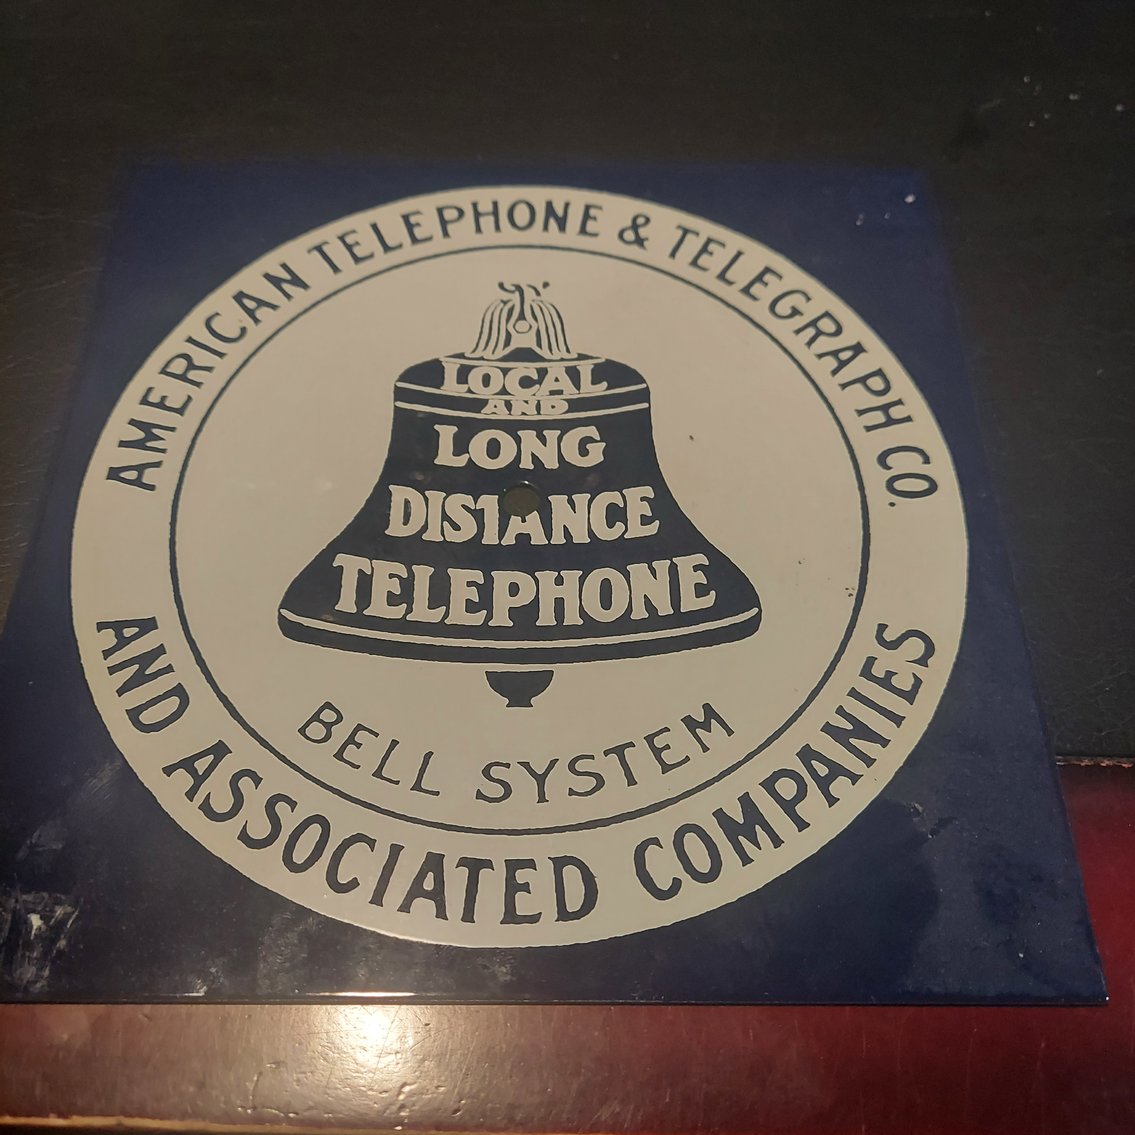 AMERICAN TELEPHONE & TELEGRAPH CO.
LOCAL
AND
LONG
DISTANCE
TELEPHONE
BELL SYSTEM
AND ASSOCIATED COMPANIES